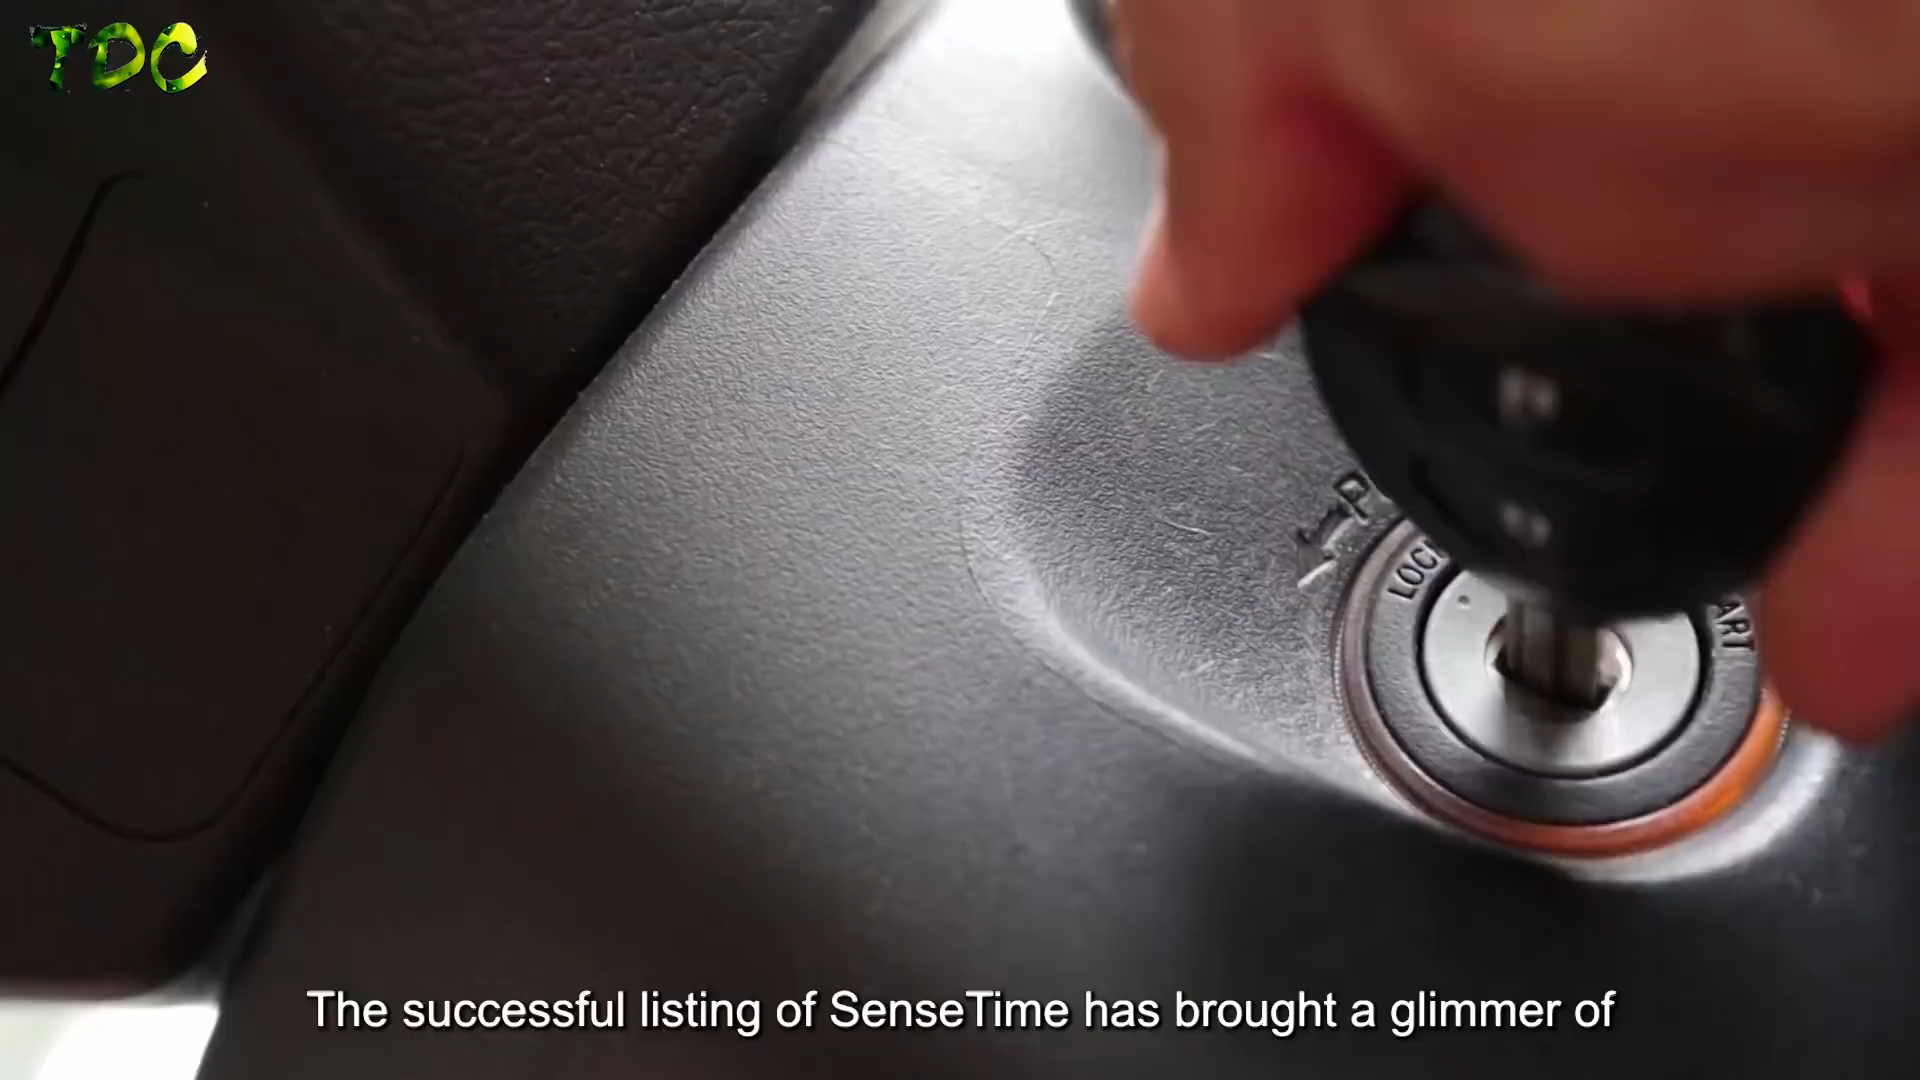 TDC
P
LOCK
The successful listing of SenseTime has brought a glimmer of